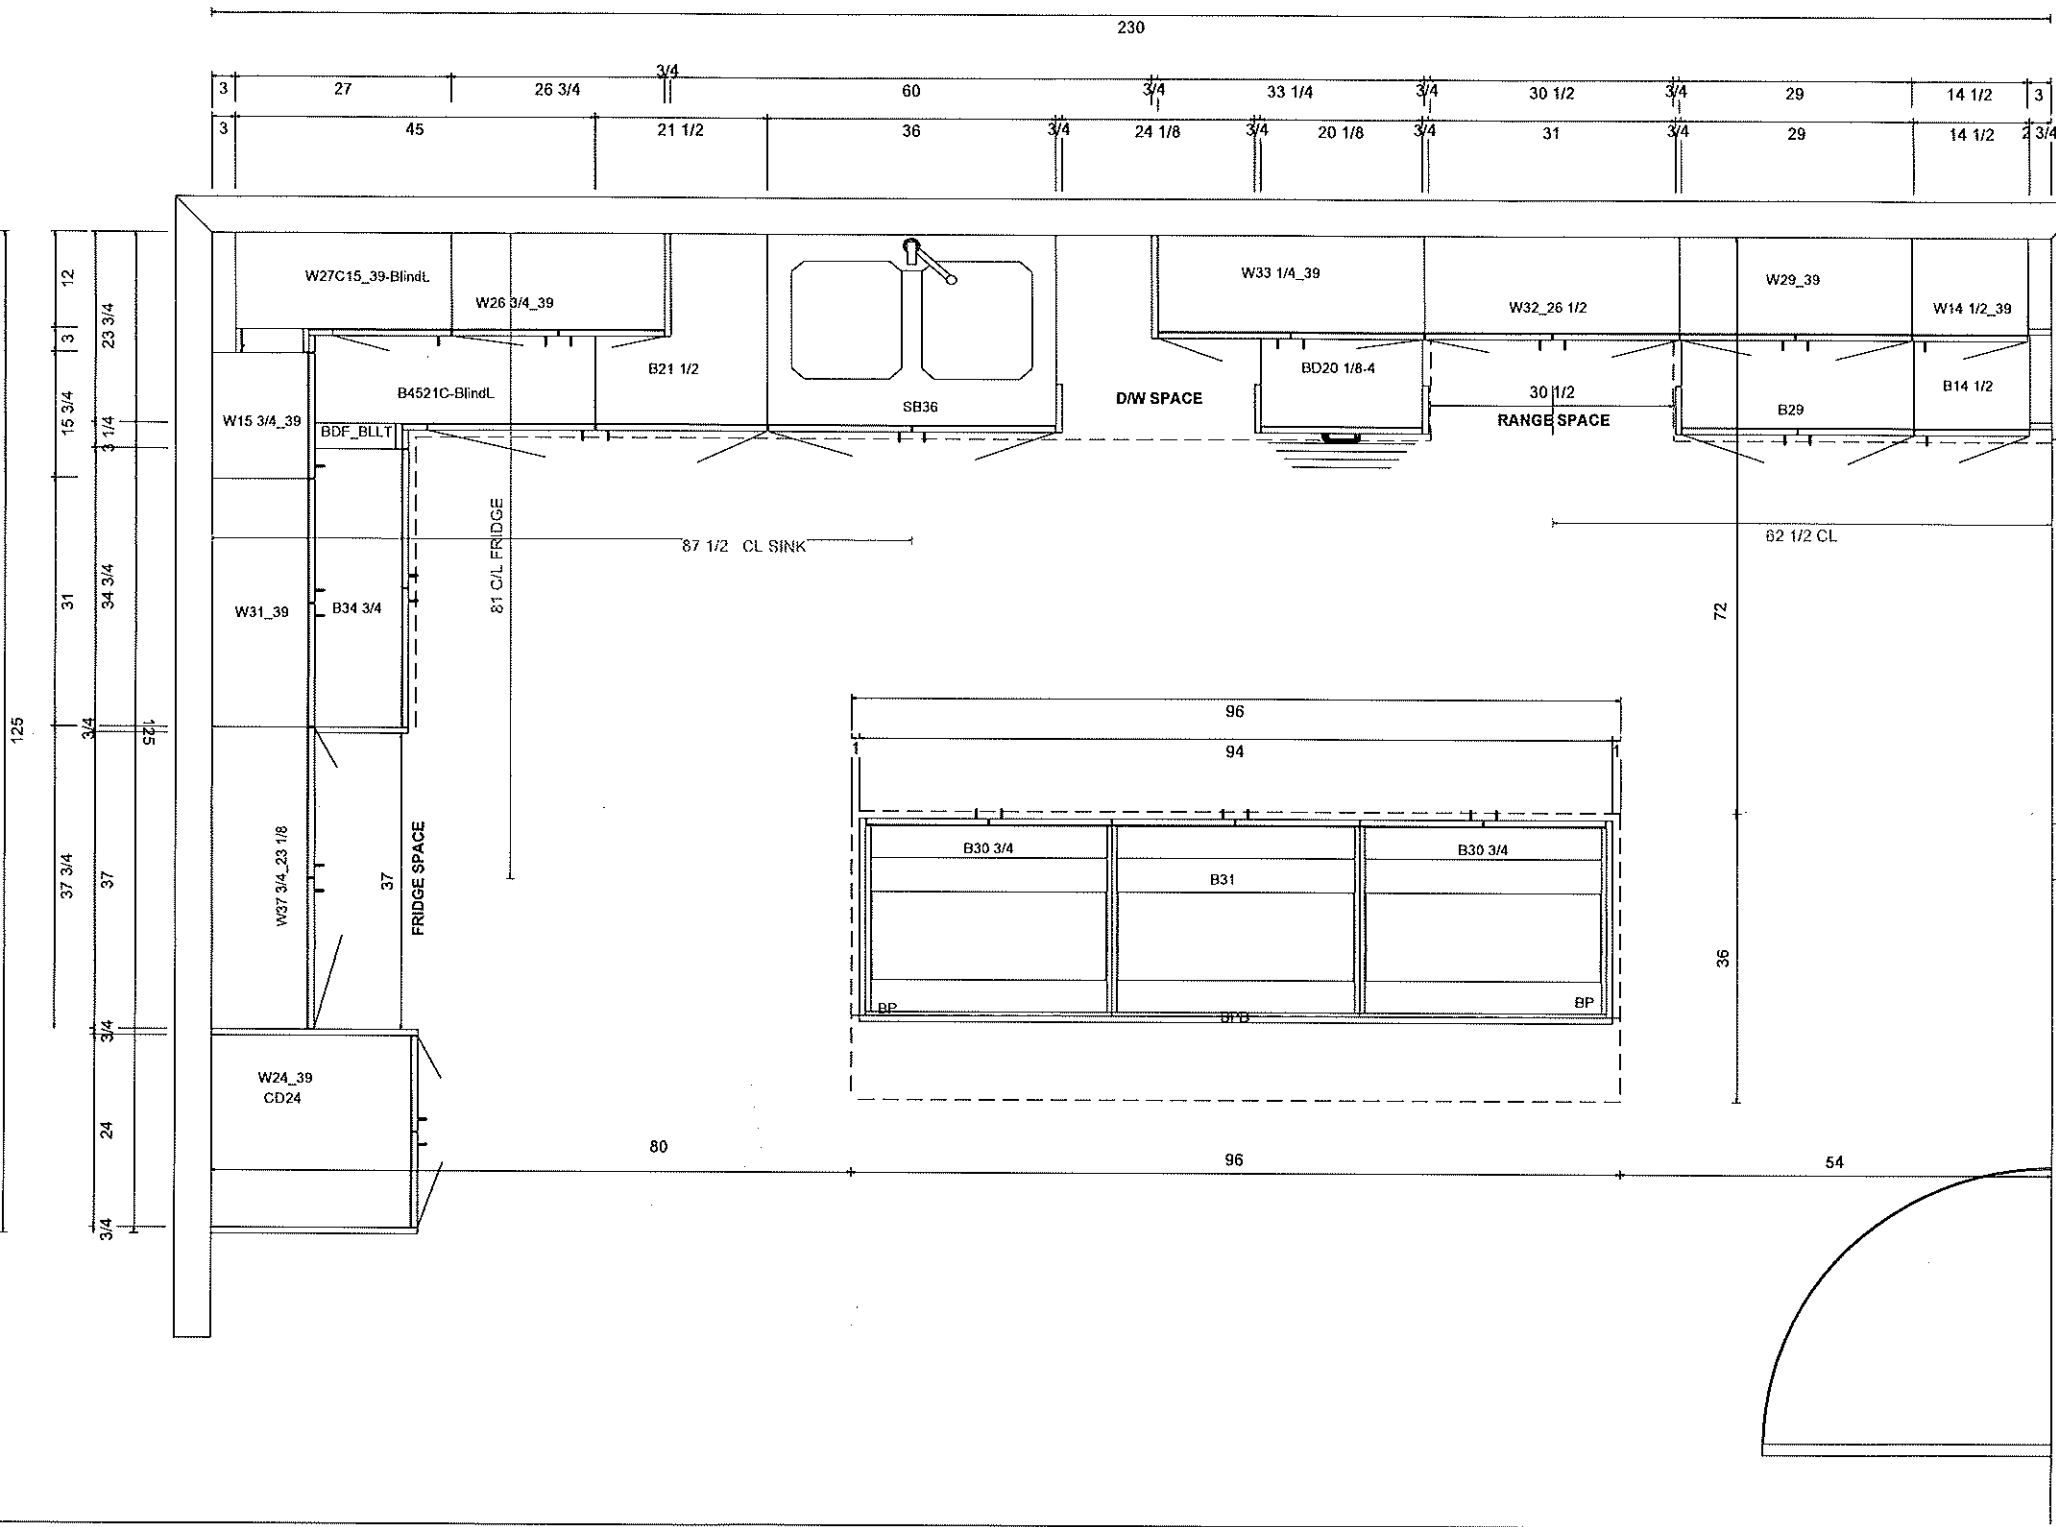 230
3 27 26 3/4 3/4 60 3/4 33 1/4 3/4 30 1/2 3/4 29 14 1/2 3
3 45 21 1/2 36 3/4 24 1/8 3/4 20 1/8 3/4 31 3/4 29 14 1/2 2 3/4
W27C15_39-BlindL
W26 3/4_39
W33 1/4_39
W32_26 1/2
W29_39
W14 1/2_39
B4521C-BlindL
B21 1/2
SB36
D/W SPACE
BD20 1/8-4
30 1/2
RANGE SPACE
B29
B14 1/2
W15 3/4_39
BDF_BLLT
12
3
15 3/4
31
37 3/4
23 3/4
3 1/4
34 3/4
3/4
37
3/4
24
3/4
125
125
87 1/2 CL SINK
81 C/L FRIDGE
62 1/2 CL
W31_39
B34 3/4
72
96
1 94 1
W37 3/4_23 1/8
37
FRIDGE SPACE
B30 3/4
B31
B30 3/4
BP
BPB
BP
36
W24_39
CD24
80 96 54